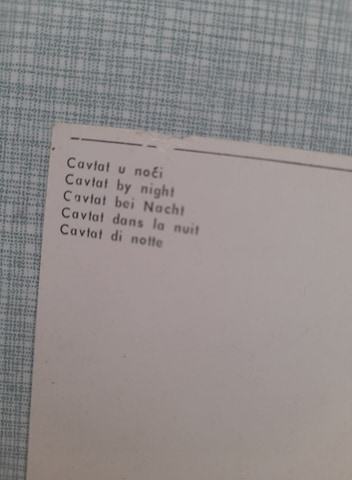 Cavtat u noći
Cavtat by night
Cavtat bei Nacht
Cavtat dans la nuit
Cavtat di notte